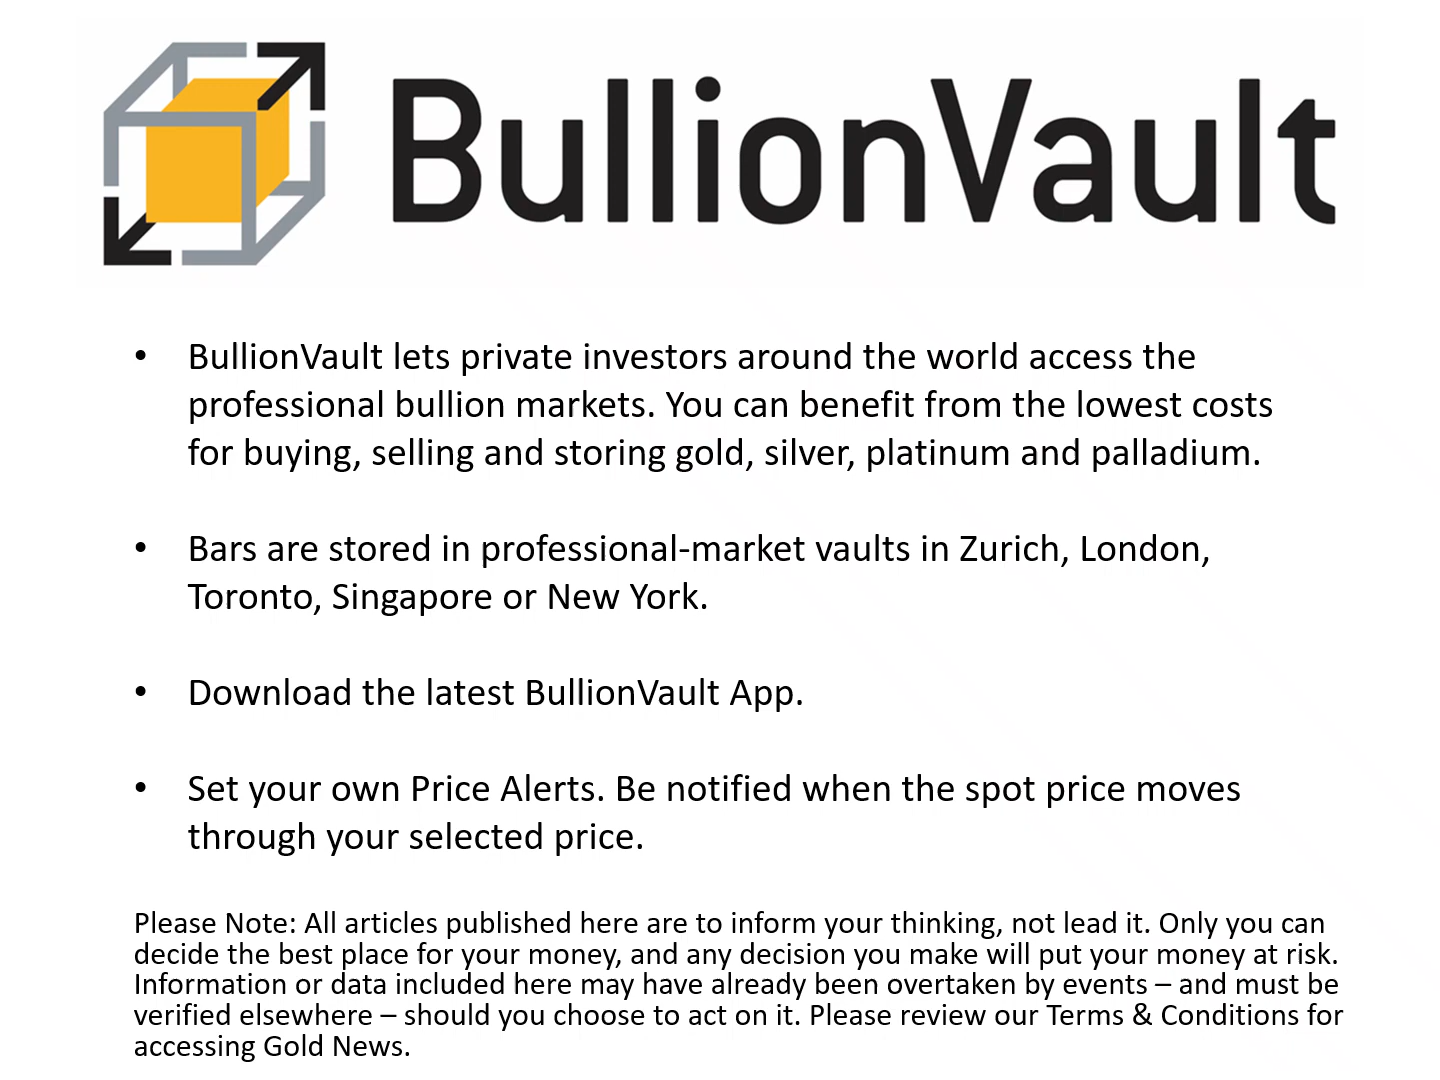 BullionVault
• BullionVault lets private investors around the world access the
professional bullion markets. You can benefit from the lowest costs
for buying, selling and storing gold, silver, platinum and palladium.
• Bars are stored in professional-market vaults in Zurich, London,
Toronto, Singapore or New York.
• Download the latest BullionVault App.
• Set your own Price Alerts. Be notified when the spot price moves
through your selected price.
Please Note: All articles published here are to inform your thinking, not lead it. Only you can
decide the best place for your money, and any decision you make will put your money at risk.
Information or data included here may have already been overtaken by events – and must be
verified elsewhere – should you choose to act on it. Please review our Terms & Conditions for
accessing Gold News.